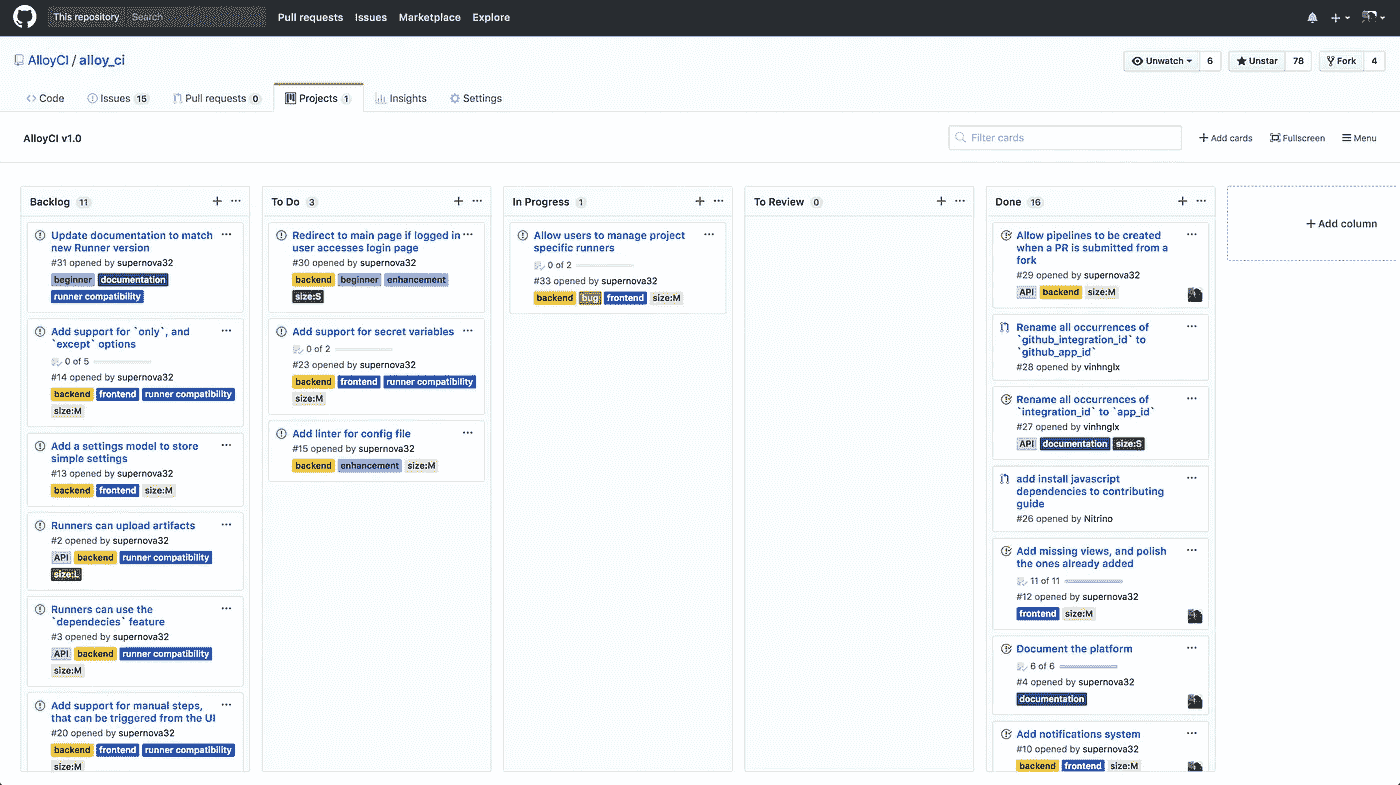 This repository Search Pull requests Issues Marketplace Explore
AlloyCI / alloy_ci
Unwatch 6 Unstar 78 Fork 4
Code Issues 15 Pull requests 0 Projects 1 Insights Settings
AlloyCI v1.0
Filter cards Add cards Fullscreen Menu
Backlog 11
Update documentation to match
new Runner version
#31 opened by supernova32
beginner documentation
runner compatibility
Add support for `only`, and
`except` options
0 of 5
#14 opened by supernova32
backend frontend runner compatibility
size:M
Add a settings model to store
simple settings
#13 opened by supernova32
backend frontend size:M
Runners can upload artifacts
#2 opened by supernova32
API backend runner compatibility
size:L
Runners can use the
`dependecies` feature
#3 opened by supernova32
API backend runner compatibility
size:M
Add support for manual steps,
that can be triggered from the UI
#20 opened by supernova32
backend frontend runner compatibility
size:M
To Do 3
Redirect to main page if logged in
user accesses login page
#30 opened by supernova32
backend beginner enhancement
size:S
Add support for secret variables
0 of 2
#23 opened by supernova32
backend frontend runner compatibility
size:M
Add linter for config file
#15 opened by supernova32
backend enhancement size:M
In Progress 1
Allow users to manage project
specific runners
0 of 2
#33 opened by supernova32
backend bug frontend size:M
To Review 0
Done 16
Allow pipelines to be created
when a PR is submitted from a
fork
#29 opened by supernova32
API backend size:M
Rename all occurrences of
`github_integration_id` to
`github_app_id`
#28 opened by vinhnglx
Rename all occurrences of
`integration_id` to `app_id`
#27 opened by vinhnglx
API documentation size:S
add install javascript
dependencies to contributing
guide
#26 opened by Nitrino
Add missing views, and polish
the ones already added
11 of 11
#12 opened by supernova32
frontend size:M
Document the platform
6 of 6
#4 opened by supernova32
documentation
Add notifications system
#10 opened by supernova32
backend frontend size:M
Add column